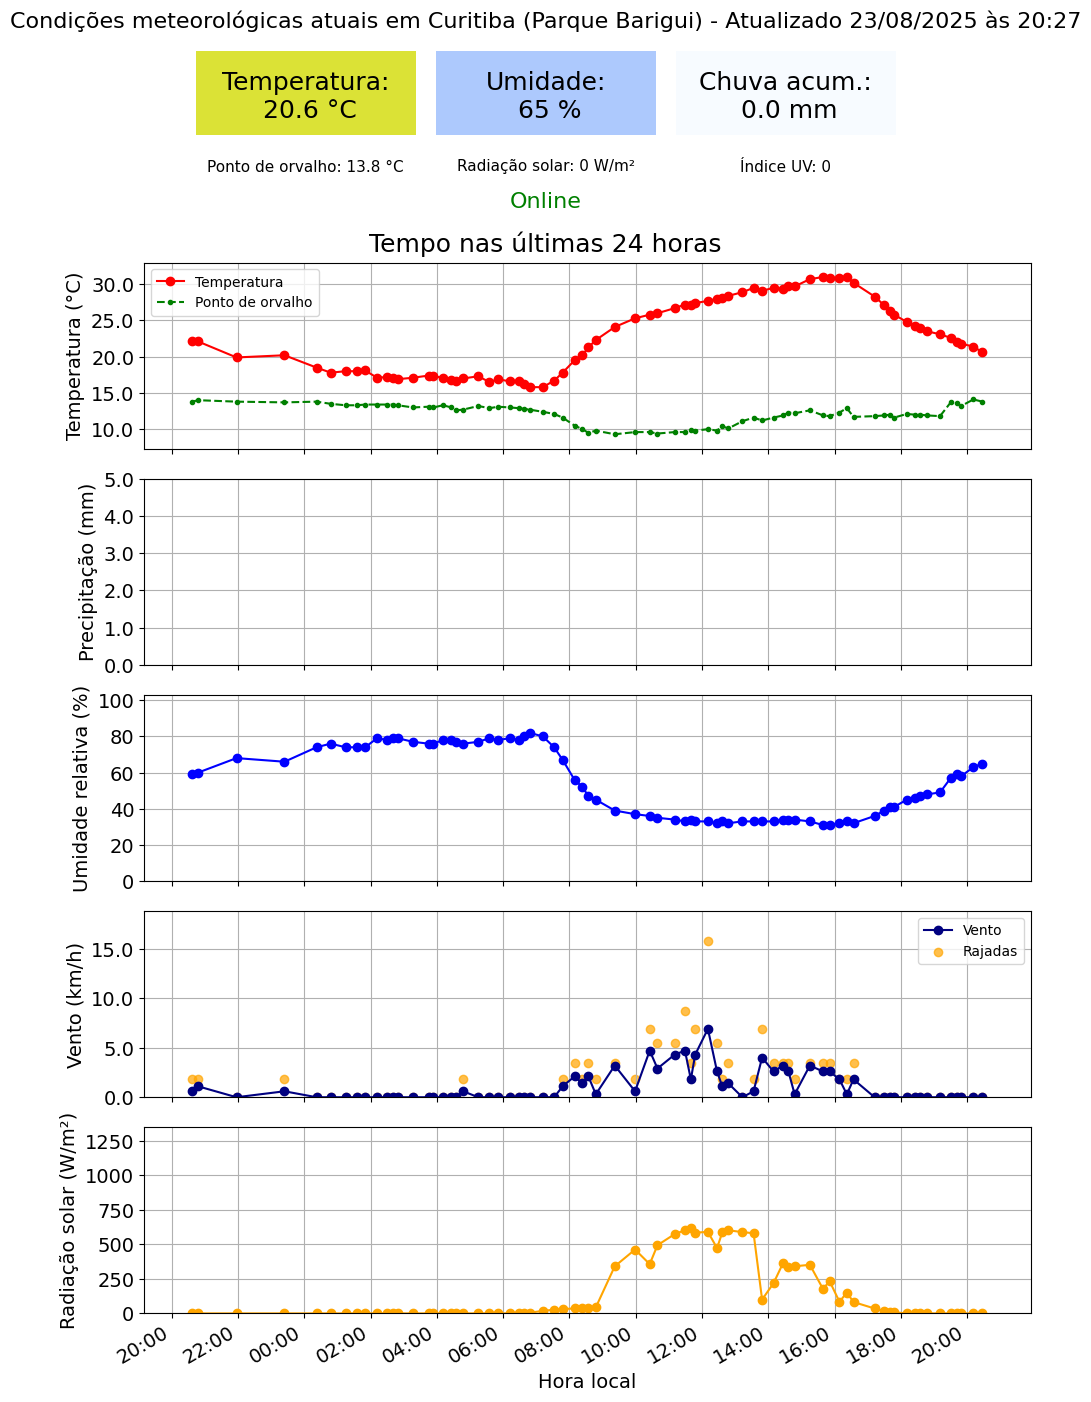 Condições meteorológicas atuais em Curitiba (Parque Barigui) - Atualizado 23/08/2025 às 20:27
Temperatura:
20.6 °C
Umidade:
65 %
Chuva acum.:
0.0 mm
Ponto de orvalho: 13.8 °C
Radiação solar: 0 W/m²
Índice UV: 0
Online
Tempo nas últimas 24 horas
Temperatura (°C)
30.0
25.0
20.0
15.0
10.0
Temperatura
Ponto de orvalho
Precipitação (mm)
5.0
4.0
3.0
2.0
1.0
0.0
Umidade relativa (%)
100
80
60
40
20
0
Vento (km/h)
15.0
10.0
5.0
0.0
Vento
Rajadas
Radiação solar (W/m²)
1250
1000
750
500
250
0
20:00
22:00
00:00
02:00
04:00
06:00
08:00
10:00
12:00
14:00
16:00
18:00
20:00
Hora local